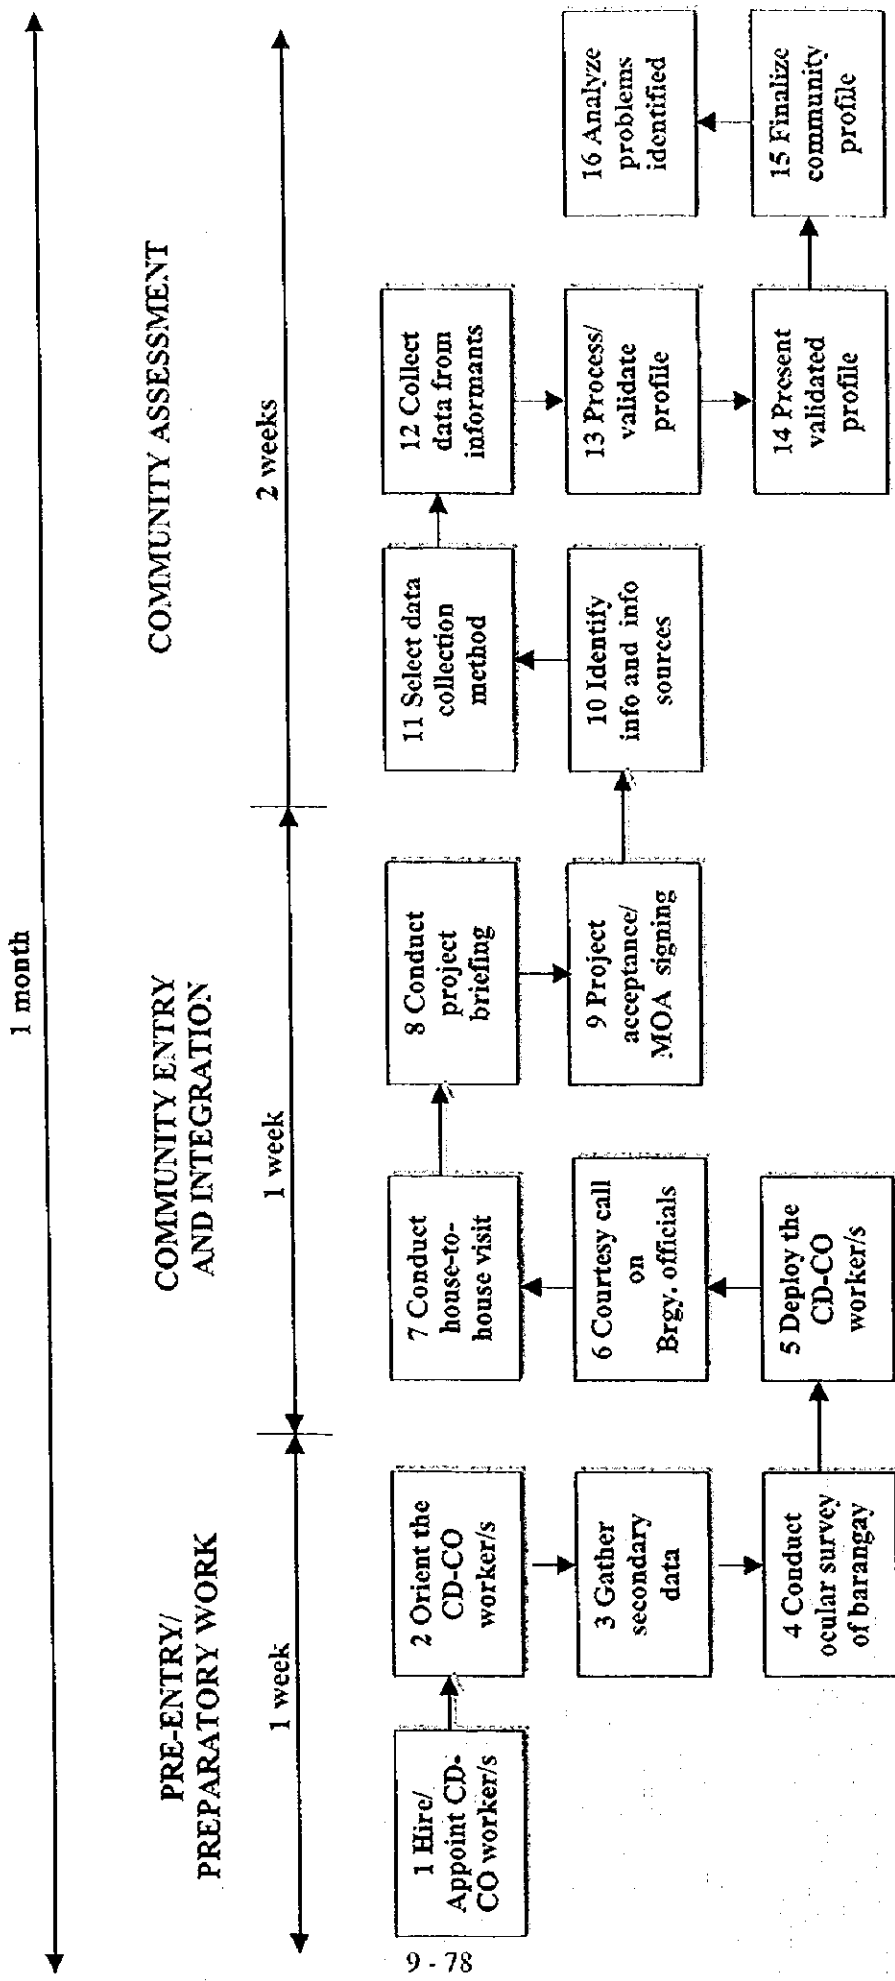 1 month
PRE-ENTRY/
PREPARATORY WORK
COMMUNITY ENTRY
AND INTEGRATION
COMMUNITY ASSESSMENT
1 week
1 week
2 weeks
1 Hire/
Appoint CD-
CO worker/s
2 Orient the
CD-CO
worker/s
3 Gather
secondary
data
4 Conduct
ocular survey
of barangay
5 Deploy the
CD-CO
worker/s
6 Courtesy call
on
Brgy. officials
7 Conduct
house-to-
house visit
8 Conduct
project
briefing
9 Project
acceptance/
MOA signing
10 Identify
info and info
sources
11 Select data
collection
method
12 Collect
data from
informants
13 Process/
validate
profile
14 Present
validated
profile
15 Finalize
community
profile
16 Analyze
problems
identified
9 - 78